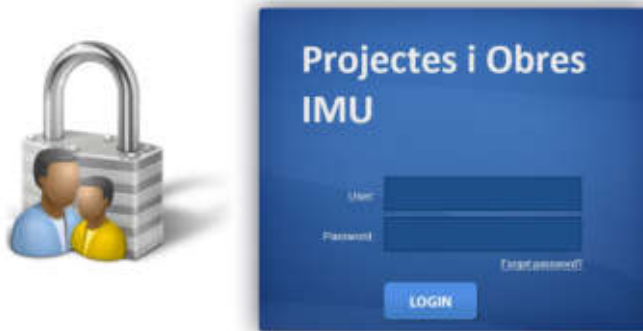 Projectes i Obres
IMU
User
Password
Forgot password?
LOGIN